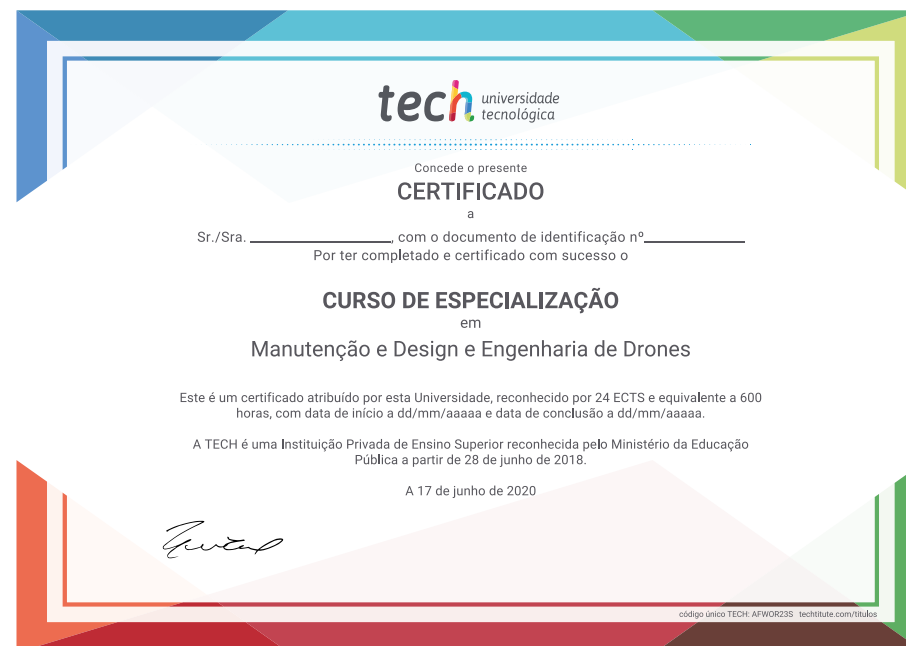 tech universidade
tecnológica
Concede o presente
CERTIFICADO
a
Sr./Sra. ____________________, com o documento de identificação nº______________
Por ter completado e certificado com sucesso o
CURSO DE ESPECIALIZAÇÃO
em
Manutenção e Design e Engenharia de Drones
Este é um certificado atribuído por esta Universidade, reconhecido por 24 ECTS e equivalente a 600
horas, com data de início a dd/mm/aaaaa e data de conclusão a dd/mm/aaaaa.
A TECH é uma Instituição Privada de Ensino Superior reconhecida pelo Ministério da Educação
Pública a partir de 28 de junho de 2018.
A 17 de junho de 2020
código único TECH: AFWOR23S techtitute.com/titulos